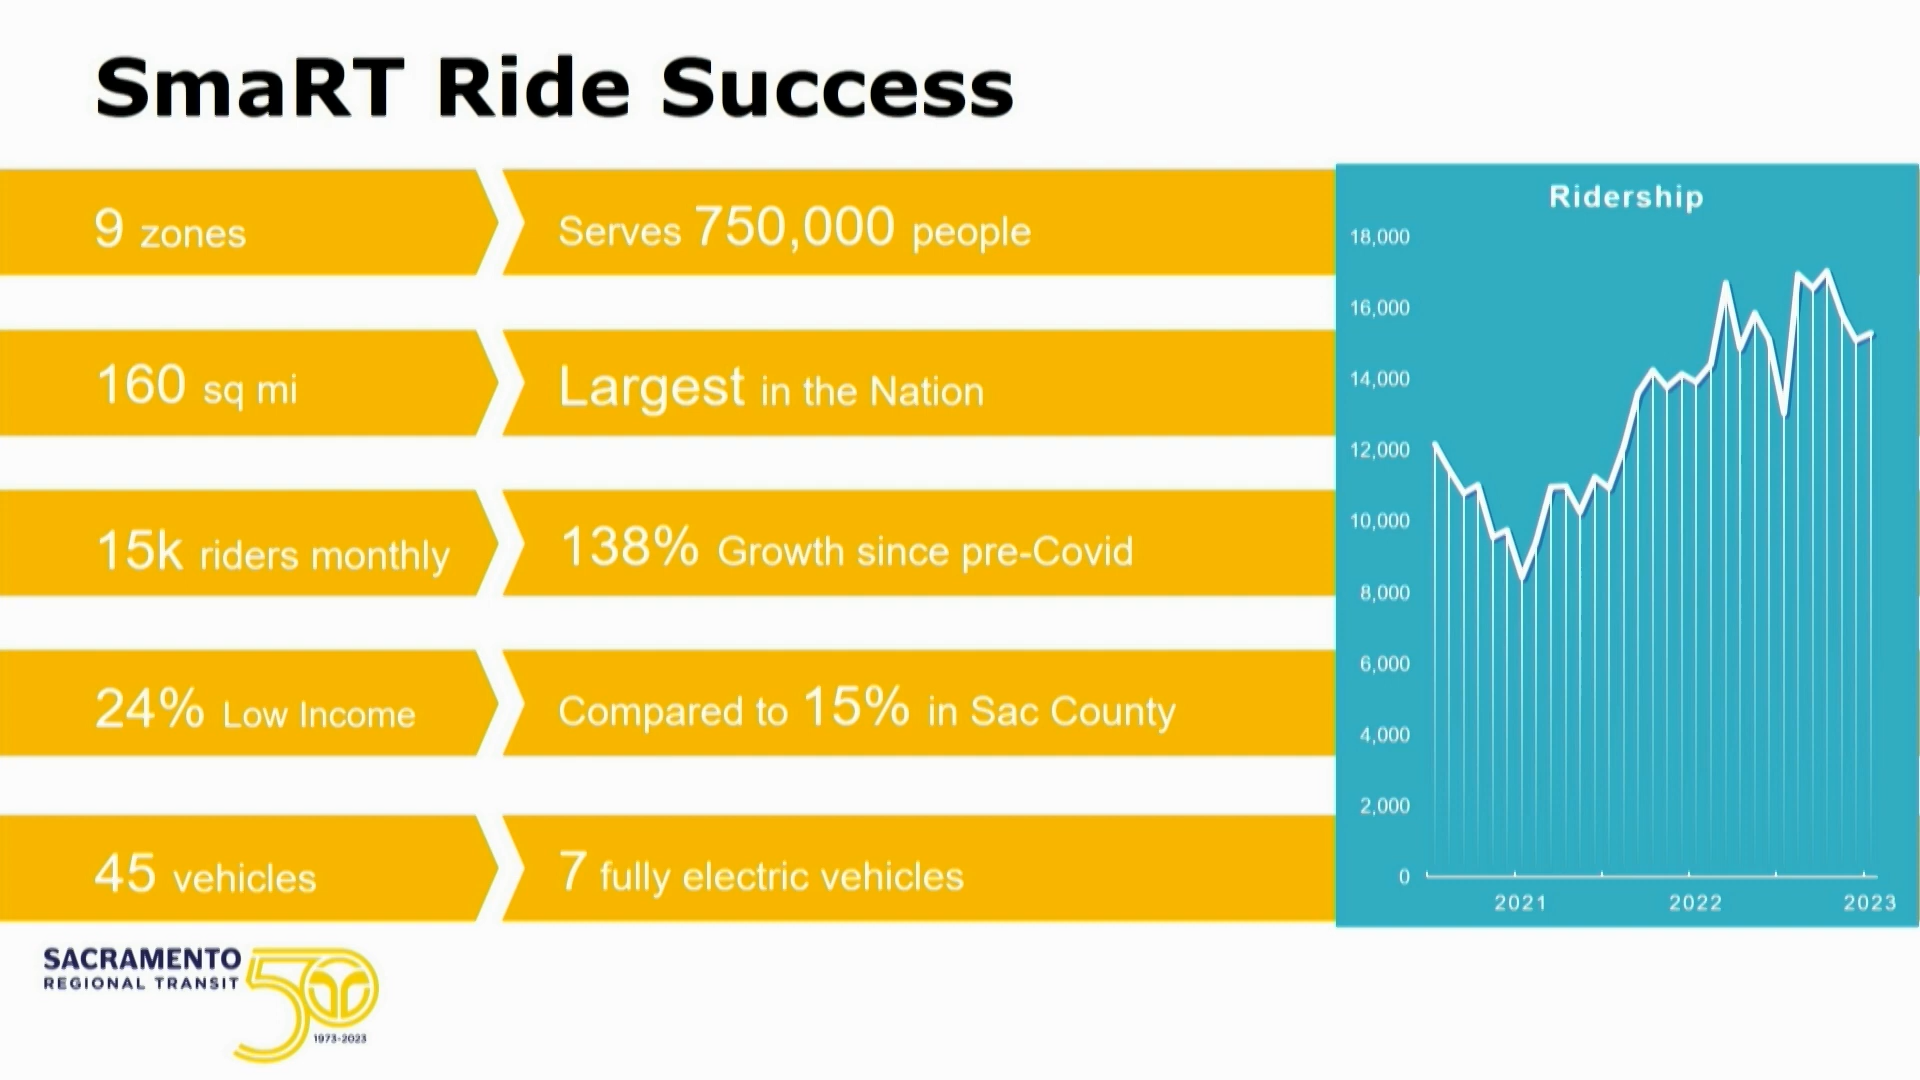 SmaRT Ride Success
9 zones
Serves 750,000 people
160 sq mi
Largest in the Nation
15k riders monthly
138% Growth since pre-Covid
24% Low Income
Compared to 15% in Sac County
45 vehicles
7 fully electric vehicles
Ridership
18,000
16,000
14,000
12,000
10,000
8,000
6,000
4,000
2,000
0
2021 2022 2023
SACRAMENTO
REGIONAL TRANSIT
50
1973-2023